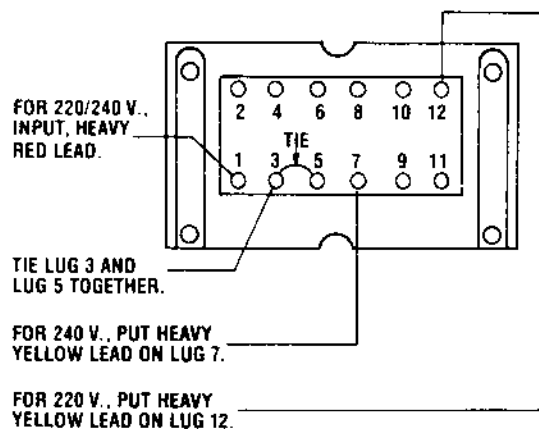 FOR 220/240 V.,
INPUT, HEAVY
RED LEAD.
2 4 6 8 10 12
TIE
1 3 5 7 9 11
TIE LUG 3 AND
LUG 5 TOGETHER.
FOR 240 V., PUT HEAVY
YELLOW LEAD ON LUG 7.
FOR 220 V., PUT HEAVY
YELLOW LEAD ON LUG 12.